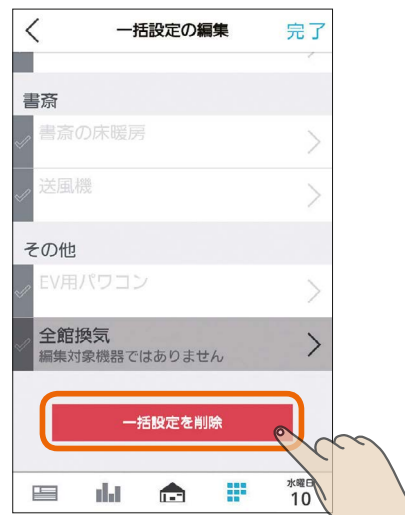 一括設定の編集
完了
書斎
書斎の床暖房
送風機
その他
EV用パワコン
全館換気
編集対象機器ではありません
一括設定を削除
水曜日
10